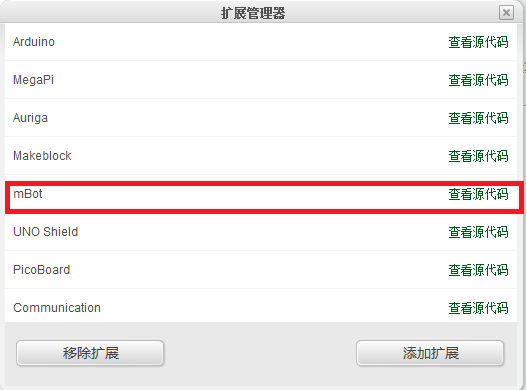 扩展管理器
Arduino 查看源代码
MegaPi 查看源代码
Auriga 查看源代码
Makeblock 查看源代码
mBot 查看源代码
UNO Shield 查看源代码
PicoBoard 查看源代码
Communication 查看源代码
移除扩展 添加扩展